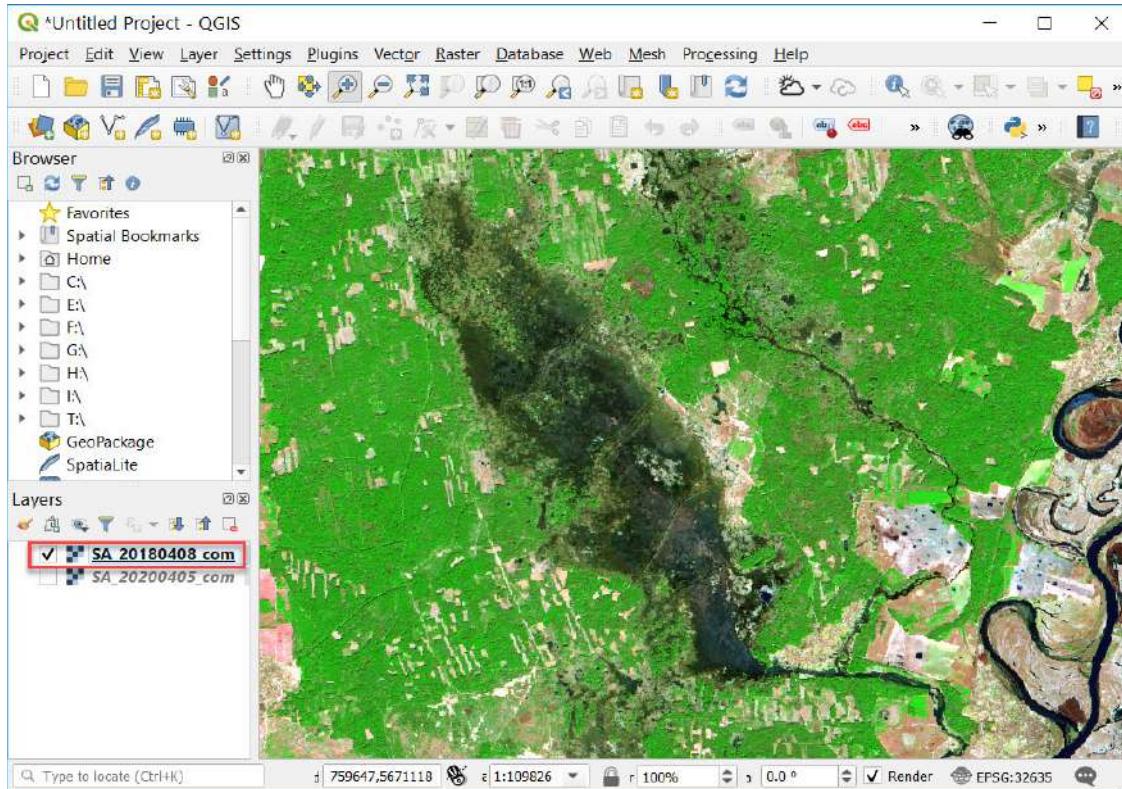 *Untitled Project - QGIS
Project Edit View Layer Settings Plugins Vector Raster Database Web Mesh Processing Help
abc abc
Browser
Favorites
Spatial Bookmarks
Home
C:\
E:\
F:\
G:\
H:\
I:\
T:\
GeoPackage
SpatiaLite
Layers
SA_20180408_com
SA_20200405_com
Type to locate (Ctrl+K) 759647,5671118 1:109826 100% 0.0 ° Render EPSG:32635